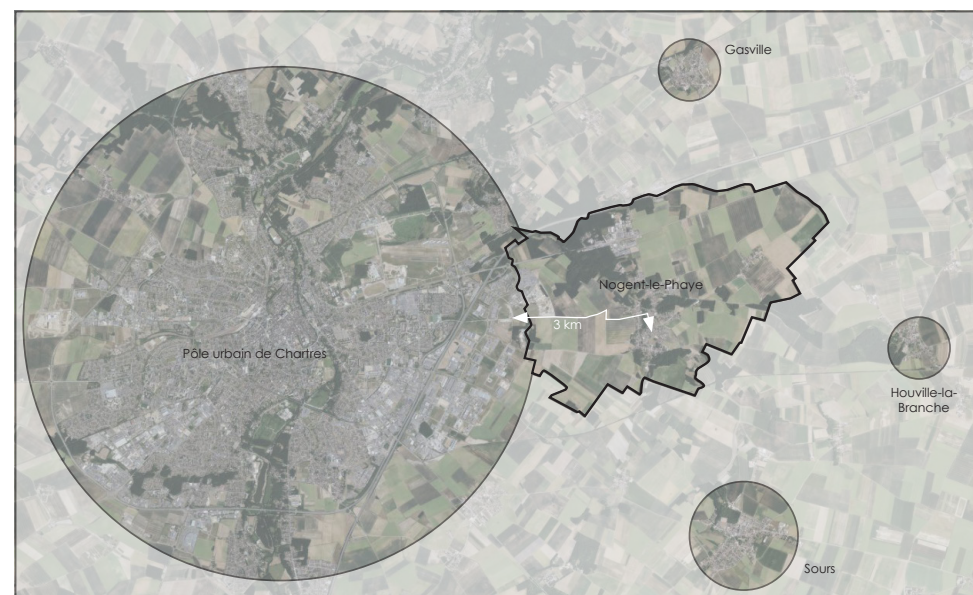 Gasville
Nogent-le-Phaye
3 km
Pôle urbain de Chartres
Houville-la-
Branche
Sours